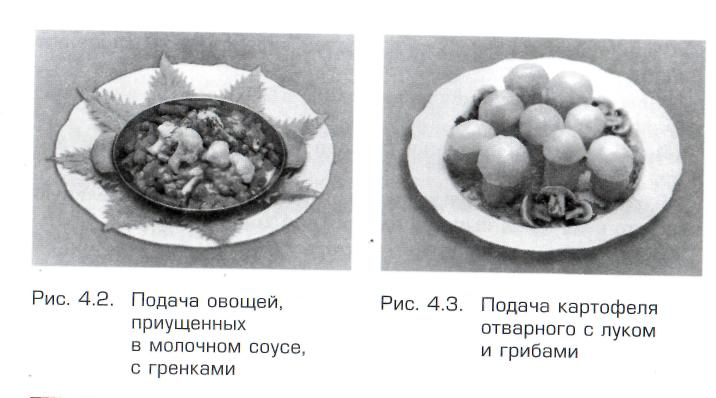 Рис. 4.2. Подача овощей,
приущенных
в молочном соусе,
с гренками
Рис. 4.3. Подача картофеля
отварного с луком
и грибами